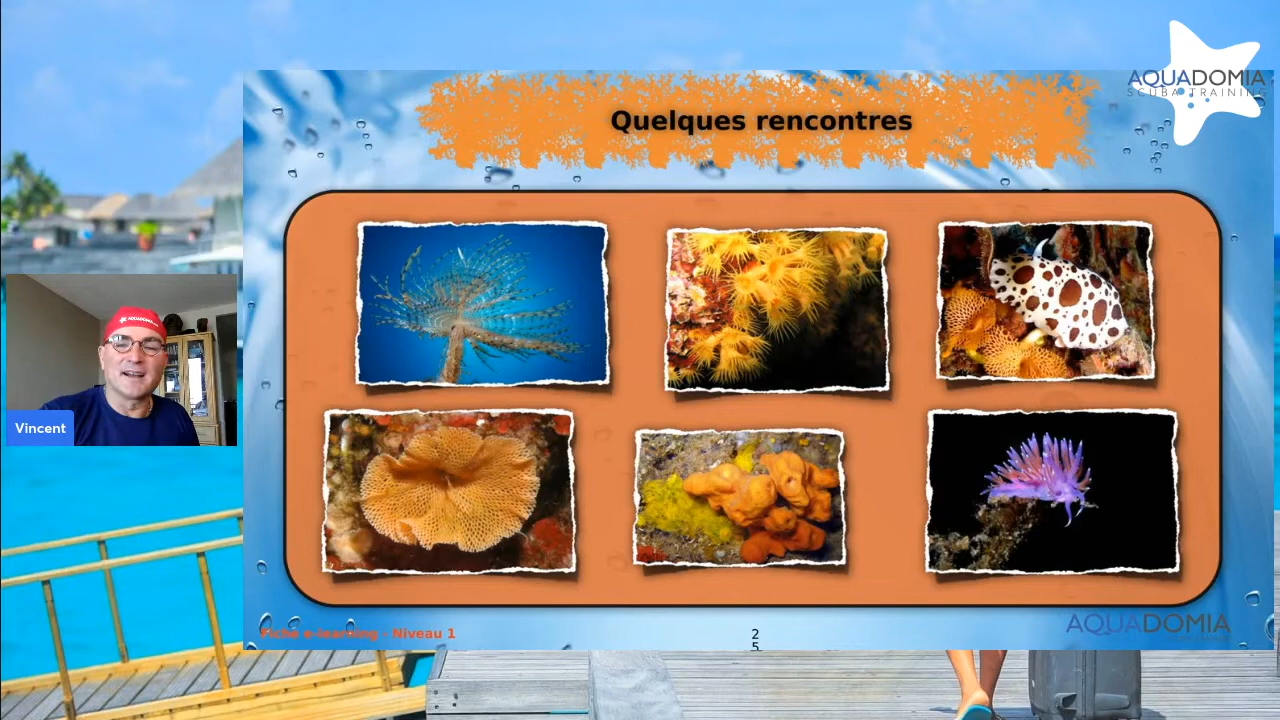 AQUADOMIA
SCUBA TRAINING
Quelques rencontres
AQUADOMIA
Vincent
Fiche e-learning - Niveau 1
2
5
AQUADOMIA